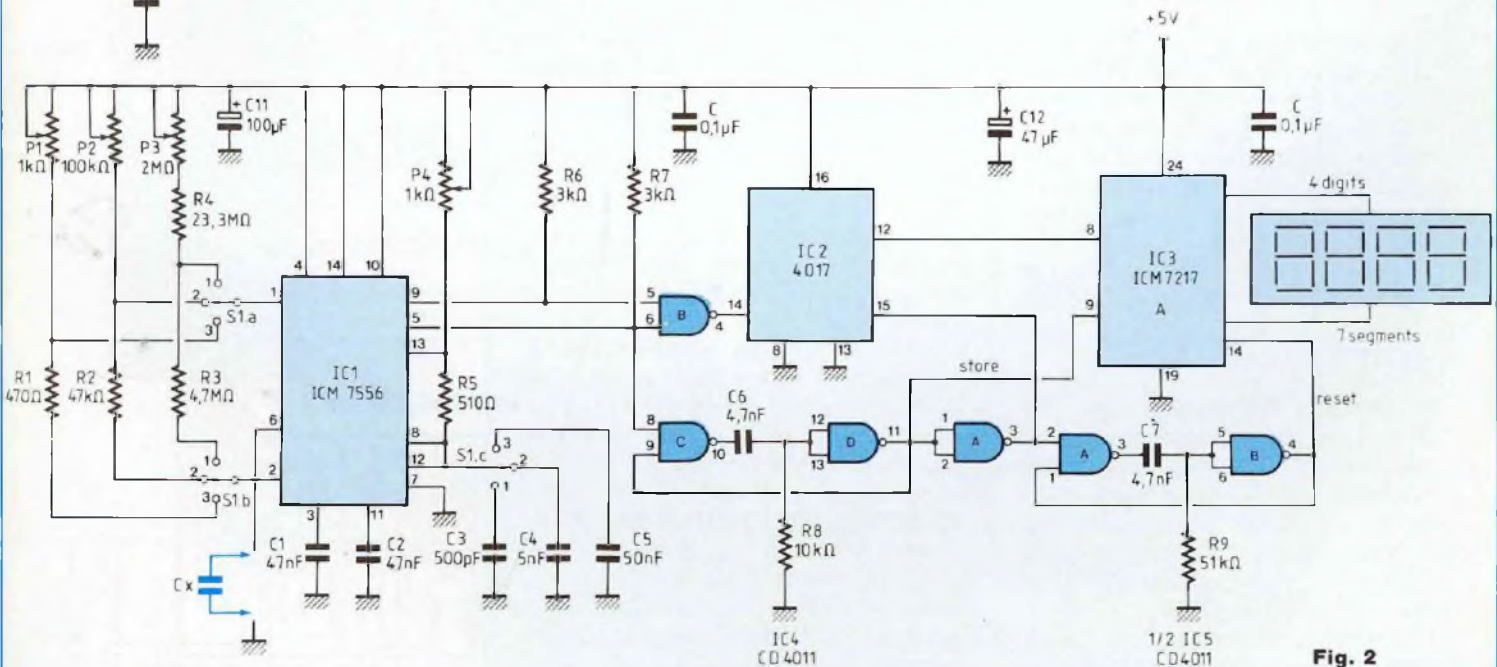 +5V
C11
100µF
C
0,1µF
C12
47µF
C
0,1µF
P1
1kΩ
P2
100kΩ
P3
2MΩ
R4
23,3MΩ
P4
1kΩ
R6
3kΩ
R7
3kΩ
16
24
4 digits
IC2
4017
12
8
IC3
ICM7217
A
4 14 10
1
2
3
S1.a
1
9
5
13
5
6
B
4
14
15
8
13
9
7 segments
14
19
store
reset
R1
470Ω
R2
47kΩ
R3
4,7MΩ
IC1
ICM 7556
R5
510Ω
6
8
12
7
2
S1.c
3
2
1
1
2
3
S1.b
8
9
C
10
C6
4,7nF
12
13
D
11
1
2
A
3
2
1
A
3
C7
4,7nF
5
6
B
4
3
11
C1
47nF
C2
47nF
C3
500pF
C4
5nF
C5
50nF
R8
10kΩ
R9
51kΩ
Cx
IC4
CD4011
1/2 IC5
CD4011
Fig. 2